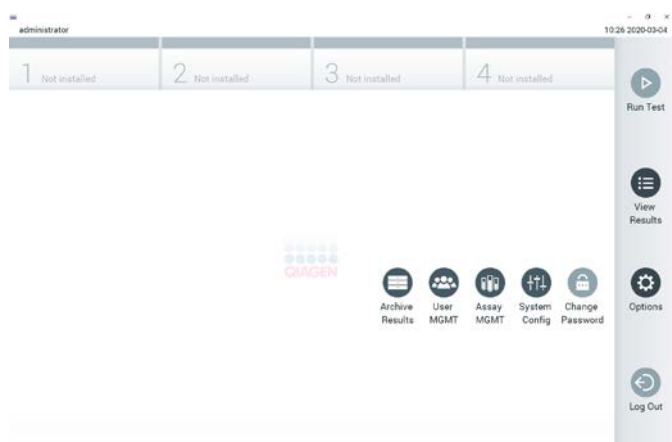 administrator
10:26 2020-03-04
1 Not installed
2 Not installed
3 Not installed
4 Not installed
Run Test
View
Results
QIAGEN
Archive
Results
User
MGMT
Assay
MGMT
System
Config
Change
Password
Options
Log Out